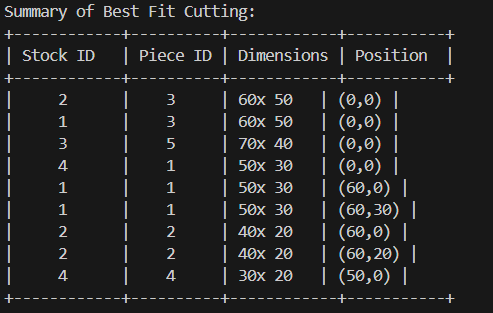 Summary of Best Fit Cutting:
+------------+----------+------------+-----------+
| Stock ID   | Piece ID | Dimensions | Position  |
+------------+----------+------------+-----------+
|     2      |    3     | 60x 50   | (0,0) |
|     1      |    3     | 60x 50   | (0,0) |
|     3      |    5     | 70x 40   | (0,0) |
|     4      |    1     | 50x 30   | (0,0) |
|     1      |    1     | 50x 30   | (60,0) |
|     1      |    1     | 50x 30   | (60,30) |
|     2      |    2     | 40x 20   | (60,0) |
|     2      |    2     | 40x 20   | (60,20) |
|     4      |    4     | 30x 20   | (50,0) |
+------------+----------+------------+-----------+